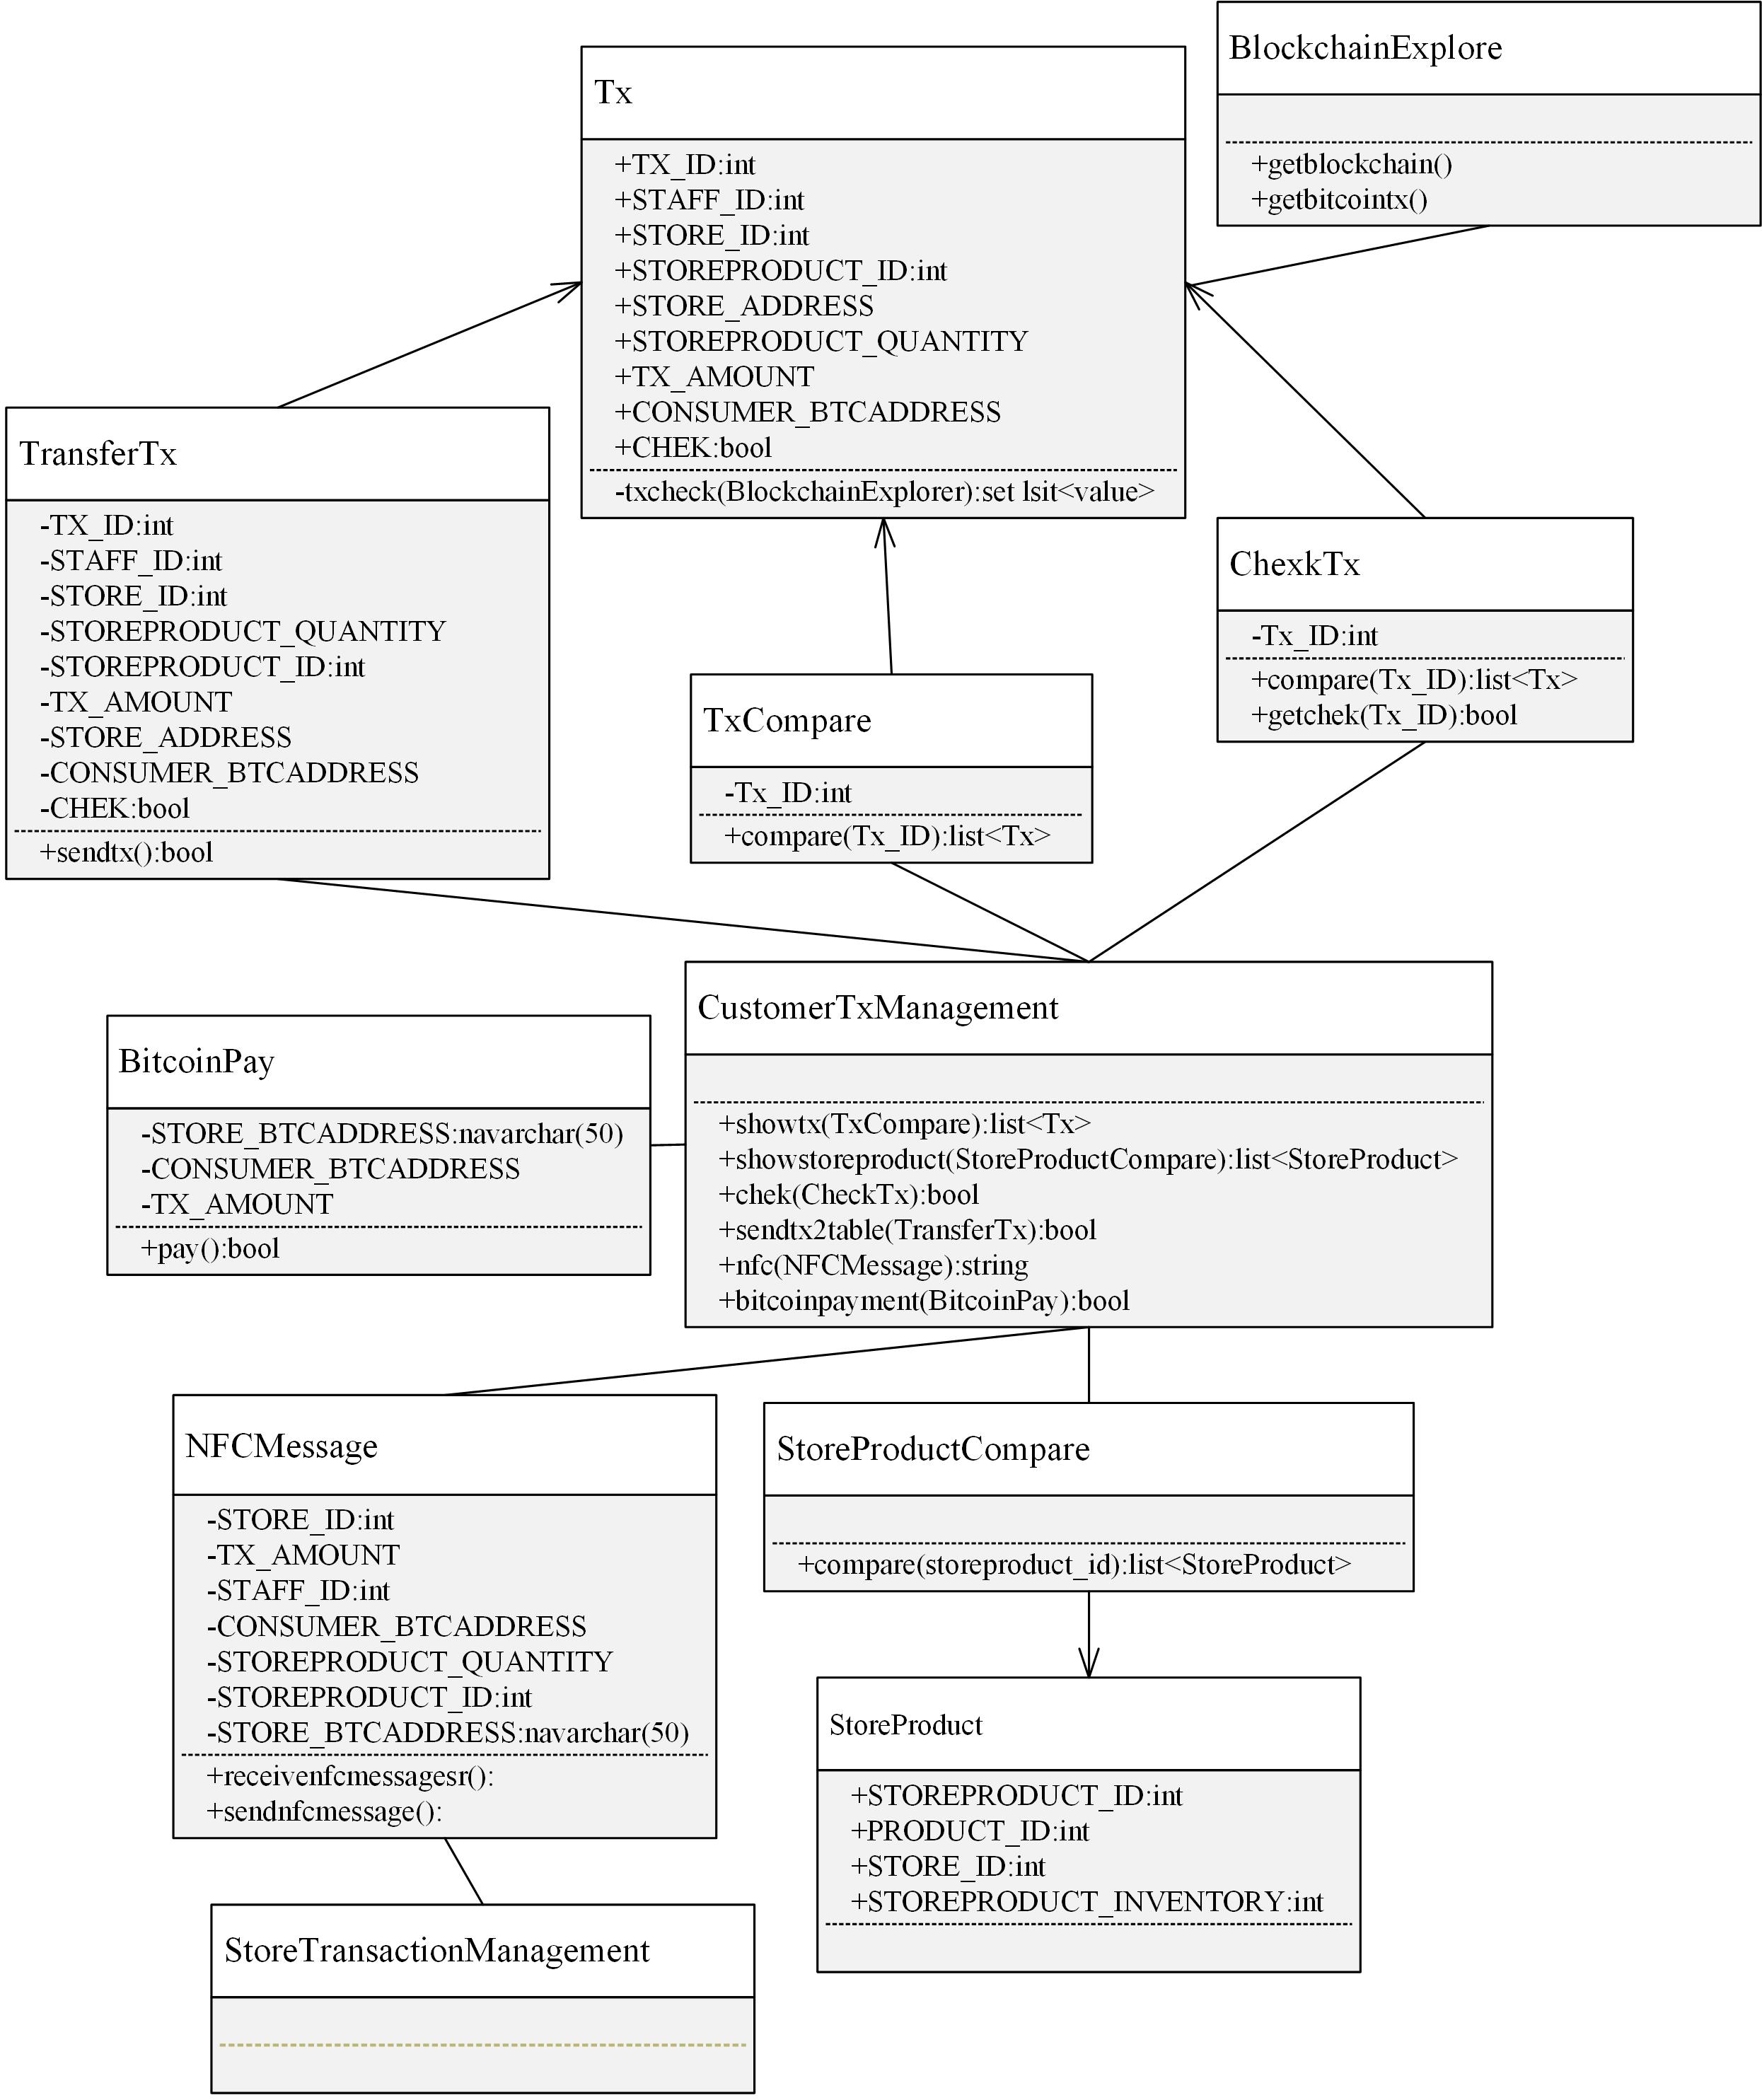 BlockchainExplore
+getblockchain()
+getbitcointx()
Tx
+TX_ID:int
+STAFF_ID:int
+STORE_ID:int
+STOREPRODUCT_ID:int
+STORE_ADDRESS
+STOREPRODUCT_QUANTITY
+TX_AMOUNT
+CONSUMER_BTCADDRESS
+CHEK:bool
-txcheck(BlockchainExplorer):set lsit<value>
TransferTx
-TX_ID:int
-STAFF_ID:int
-STORE_ID:int
-STOREPRODUCT_QUANTITY
-STOREPRODUCT_ID:int
-TX_AMOUNT
-STORE_ADDRESS
-CONSUMER_BTCADDRESS
-CHEK:bool
+sendtx():bool
ChexkTx
-Tx_ID:int
+compare(Tx_ID):list<Tx>
+getchek(Tx_ID):bool
TxCompare
-Tx_ID:int
+compare(Tx_ID):list<Tx>
CustomerTxManagement
+showtx(TxCompare):list<Tx>
+showstoreproduct(StoreProductCompare):list<StoreProduct>
+chek(CheckTx):bool
+sendtx2table(TransferTx):bool
+nfc(NFCMessage):string
+bitcoinpayment(BitcoinPay):bool
BitcoinPay
-STORE_BTCADDRESS:navarchar(50)
-CONSUMER_BTCADDRESS
-TX_AMOUNT
+pay():bool
NFCMessage
-STORE_ID:int
-TX_AMOUNT
-STAFF_ID:int
-CONSUMER_BTCADDRESS
-STOREPRODUCT_QUANTITY
-STOREPRODUCT_ID:int
-STORE_BTCADDRESS:navarchar(50)
+receivenfcmessagesr():
+sendnfcmessage():
StoreProductCompare
+compare(storeproduct_id):list<StoreProduct>
StoreProduct
+STOREPRODUCT_ID:int
+PRODUCT_ID:int
+STORE_ID:int
+STOREPRODUCT_INVENTORY:int
StoreTransactionManagement